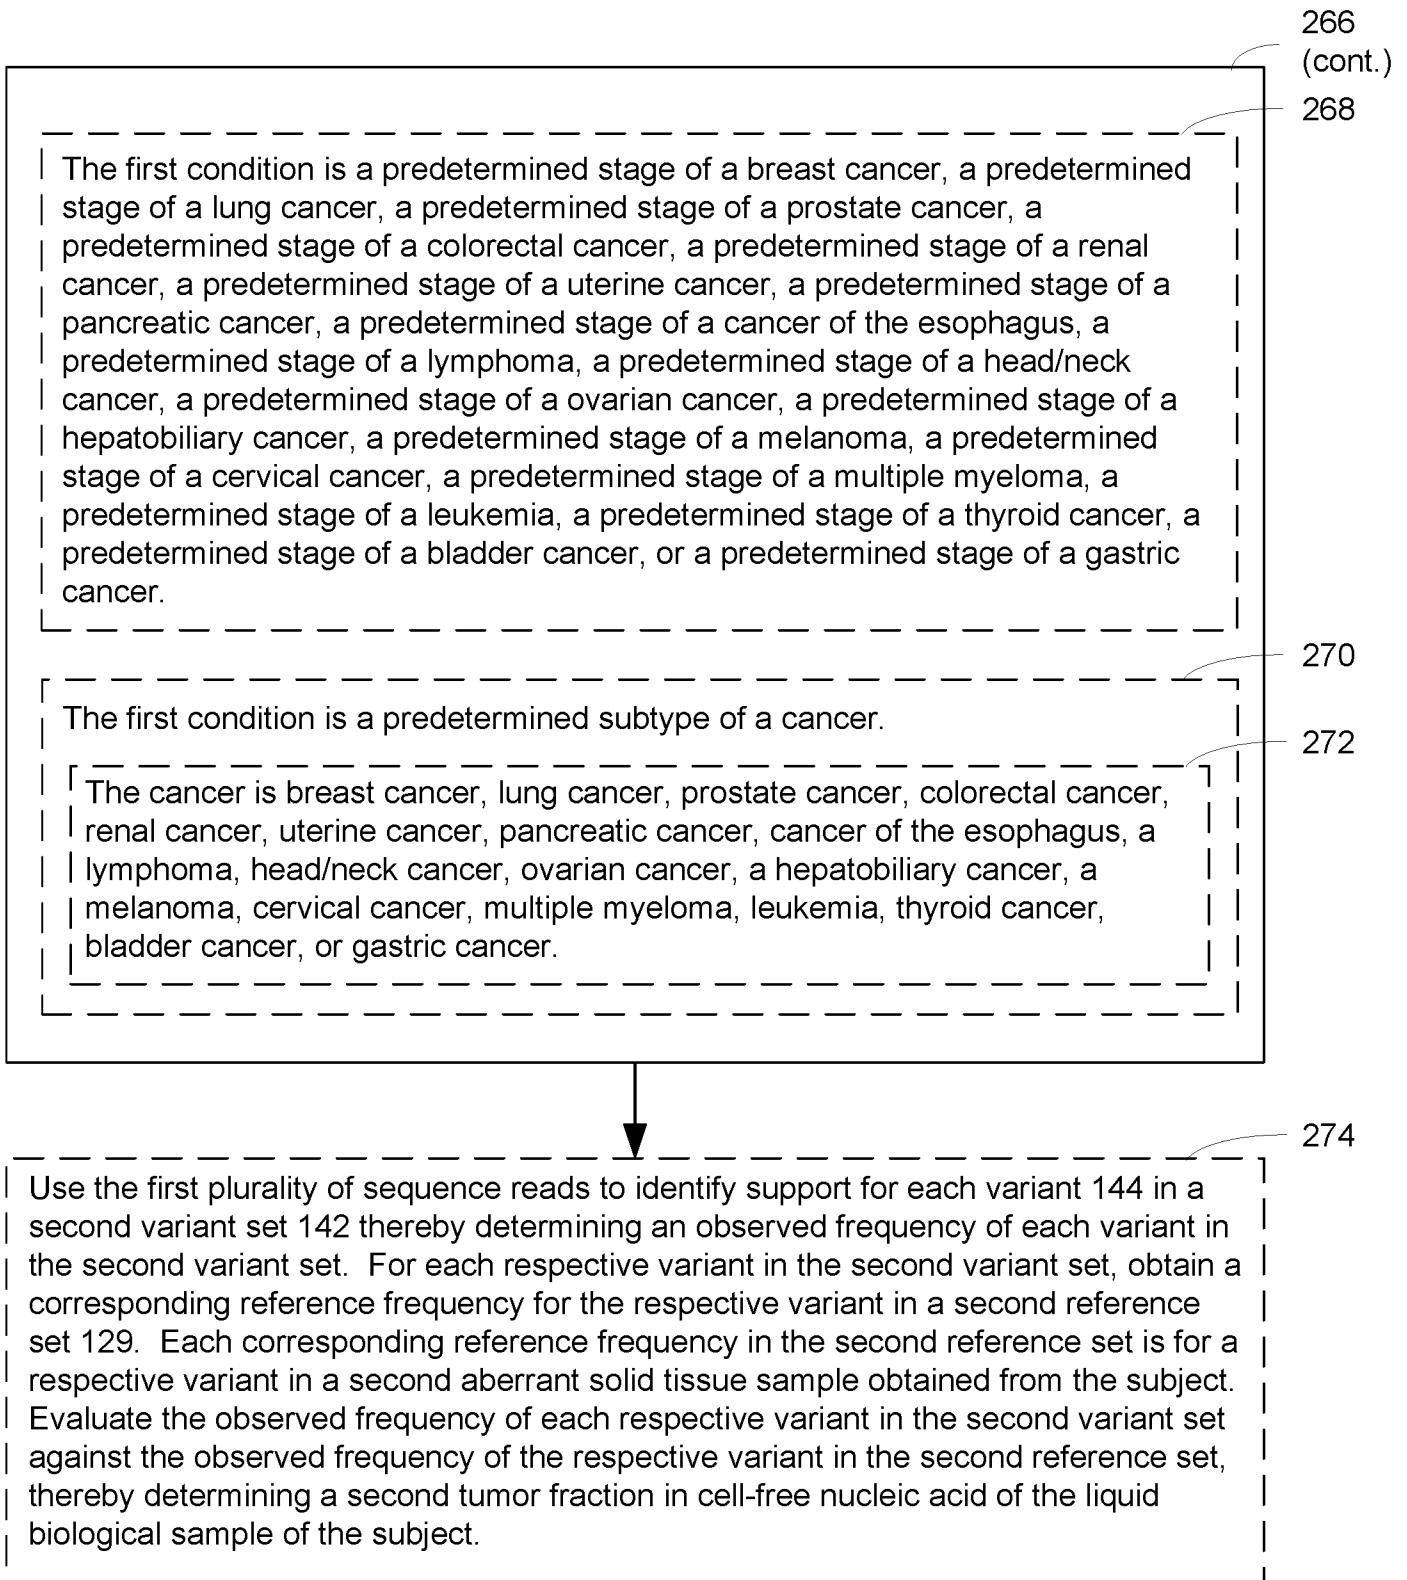 266
(cont.)
268
The first condition is a predetermined stage of a breast cancer, a predetermined
stage of a lung cancer, a predetermined stage of a prostate cancer, a
predetermined stage of a colorectal cancer, a predetermined stage of a renal
cancer, a predetermined stage of a uterine cancer, a predetermined stage of a
pancreatic cancer, a predetermined stage of a cancer of the esophagus, a
predetermined stage of a lymphoma, a predetermined stage of a head/neck
cancer, a predetermined stage of a ovarian cancer, a predetermined stage of a
hepatobiliary cancer, a predetermined stage of a melanoma, a predetermined
stage of a cervical cancer, a predetermined stage of a multiple myeloma, a
predetermined stage of a leukemia, a predetermined stage of a thyroid cancer, a
predetermined stage of a bladder cancer, or a predetermined stage of a gastric
cancer.
270
The first condition is a predetermined subtype of a cancer.
272
The cancer is breast cancer, lung cancer, prostate cancer, colorectal cancer,
renal cancer, uterine cancer, pancreatic cancer, cancer of the esophagus, a
lymphoma, head/neck cancer, ovarian cancer, a hepatobiliary cancer, a
melanoma, cervical cancer, multiple myeloma, leukemia, thyroid cancer,
bladder cancer, or gastric cancer.
274
Use the first plurality of sequence reads to identify support for each variant 144 in a
second variant set 142 thereby determining an observed frequency of each variant in
the second variant set.  For each respective variant in the second variant set, obtain a
corresponding reference frequency for the respective variant in a second reference
set 129.  Each corresponding reference frequency in the second reference set is for a
respective variant in a second aberrant solid tissue sample obtained from the subject.
Evaluate the observed frequency of each respective variant in the second variant set
against the observed frequency of the respective variant in the second reference set,
thereby determining a second tumor fraction in cell-free nucleic acid of the liquid
biological sample of the subject.